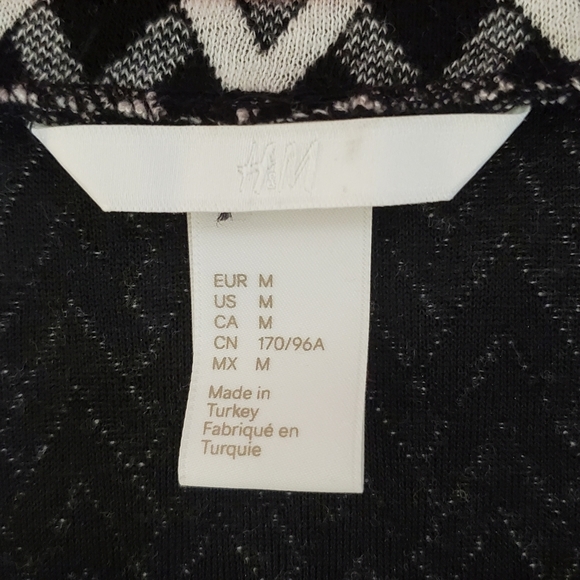 H&M
EUR M
US M
CA M
CN 170/96A
MX M
Made in
Turkey
Fabriqué en
Turquie